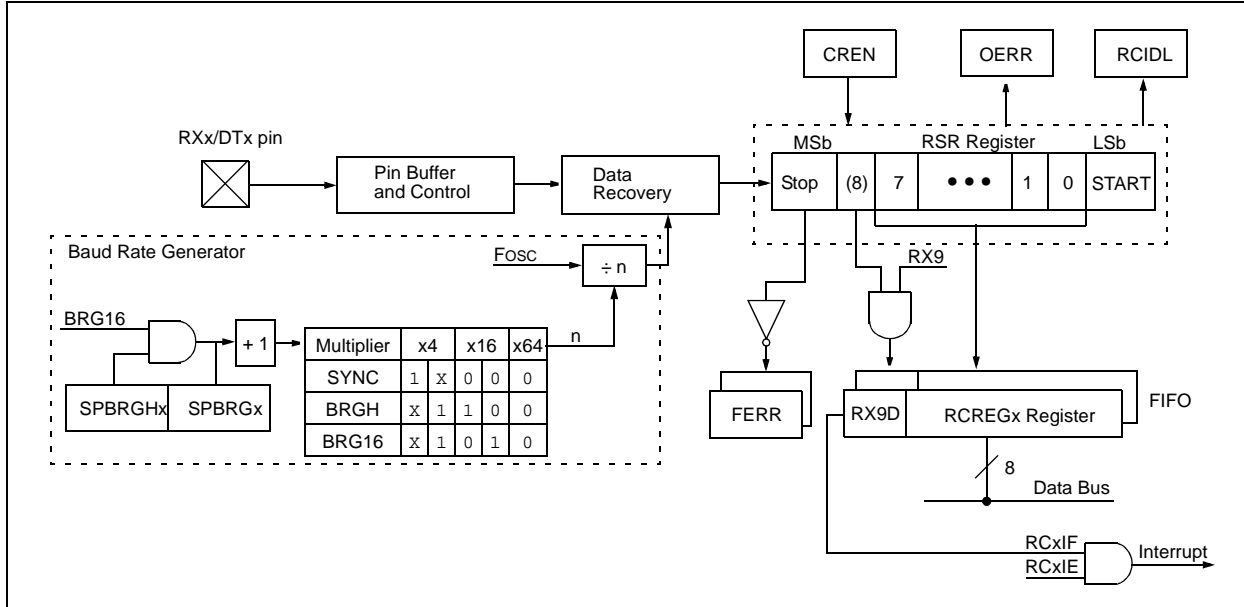 CREN
OERR
RCIDL
RXx/DTx pin
MSb
RSR Register
LSb
Pin Buffer
and Control
Data
Recovery
Stop (8) 7 ••• 1 0 START
Baud Rate Generator
FOSC
÷ n
RX9
BRG16
+ 1
n
Multiplier x4 x16 x64
SYNC 1 X 0 0 0
BRGH X 1 1 0 0
BRG16 X 1 0 1 0
SPBRGHx SPBRGx
FERR
RX9D RCREGx Register
FIFO
8
Data Bus
RCxIF
RCxIE
Interrupt